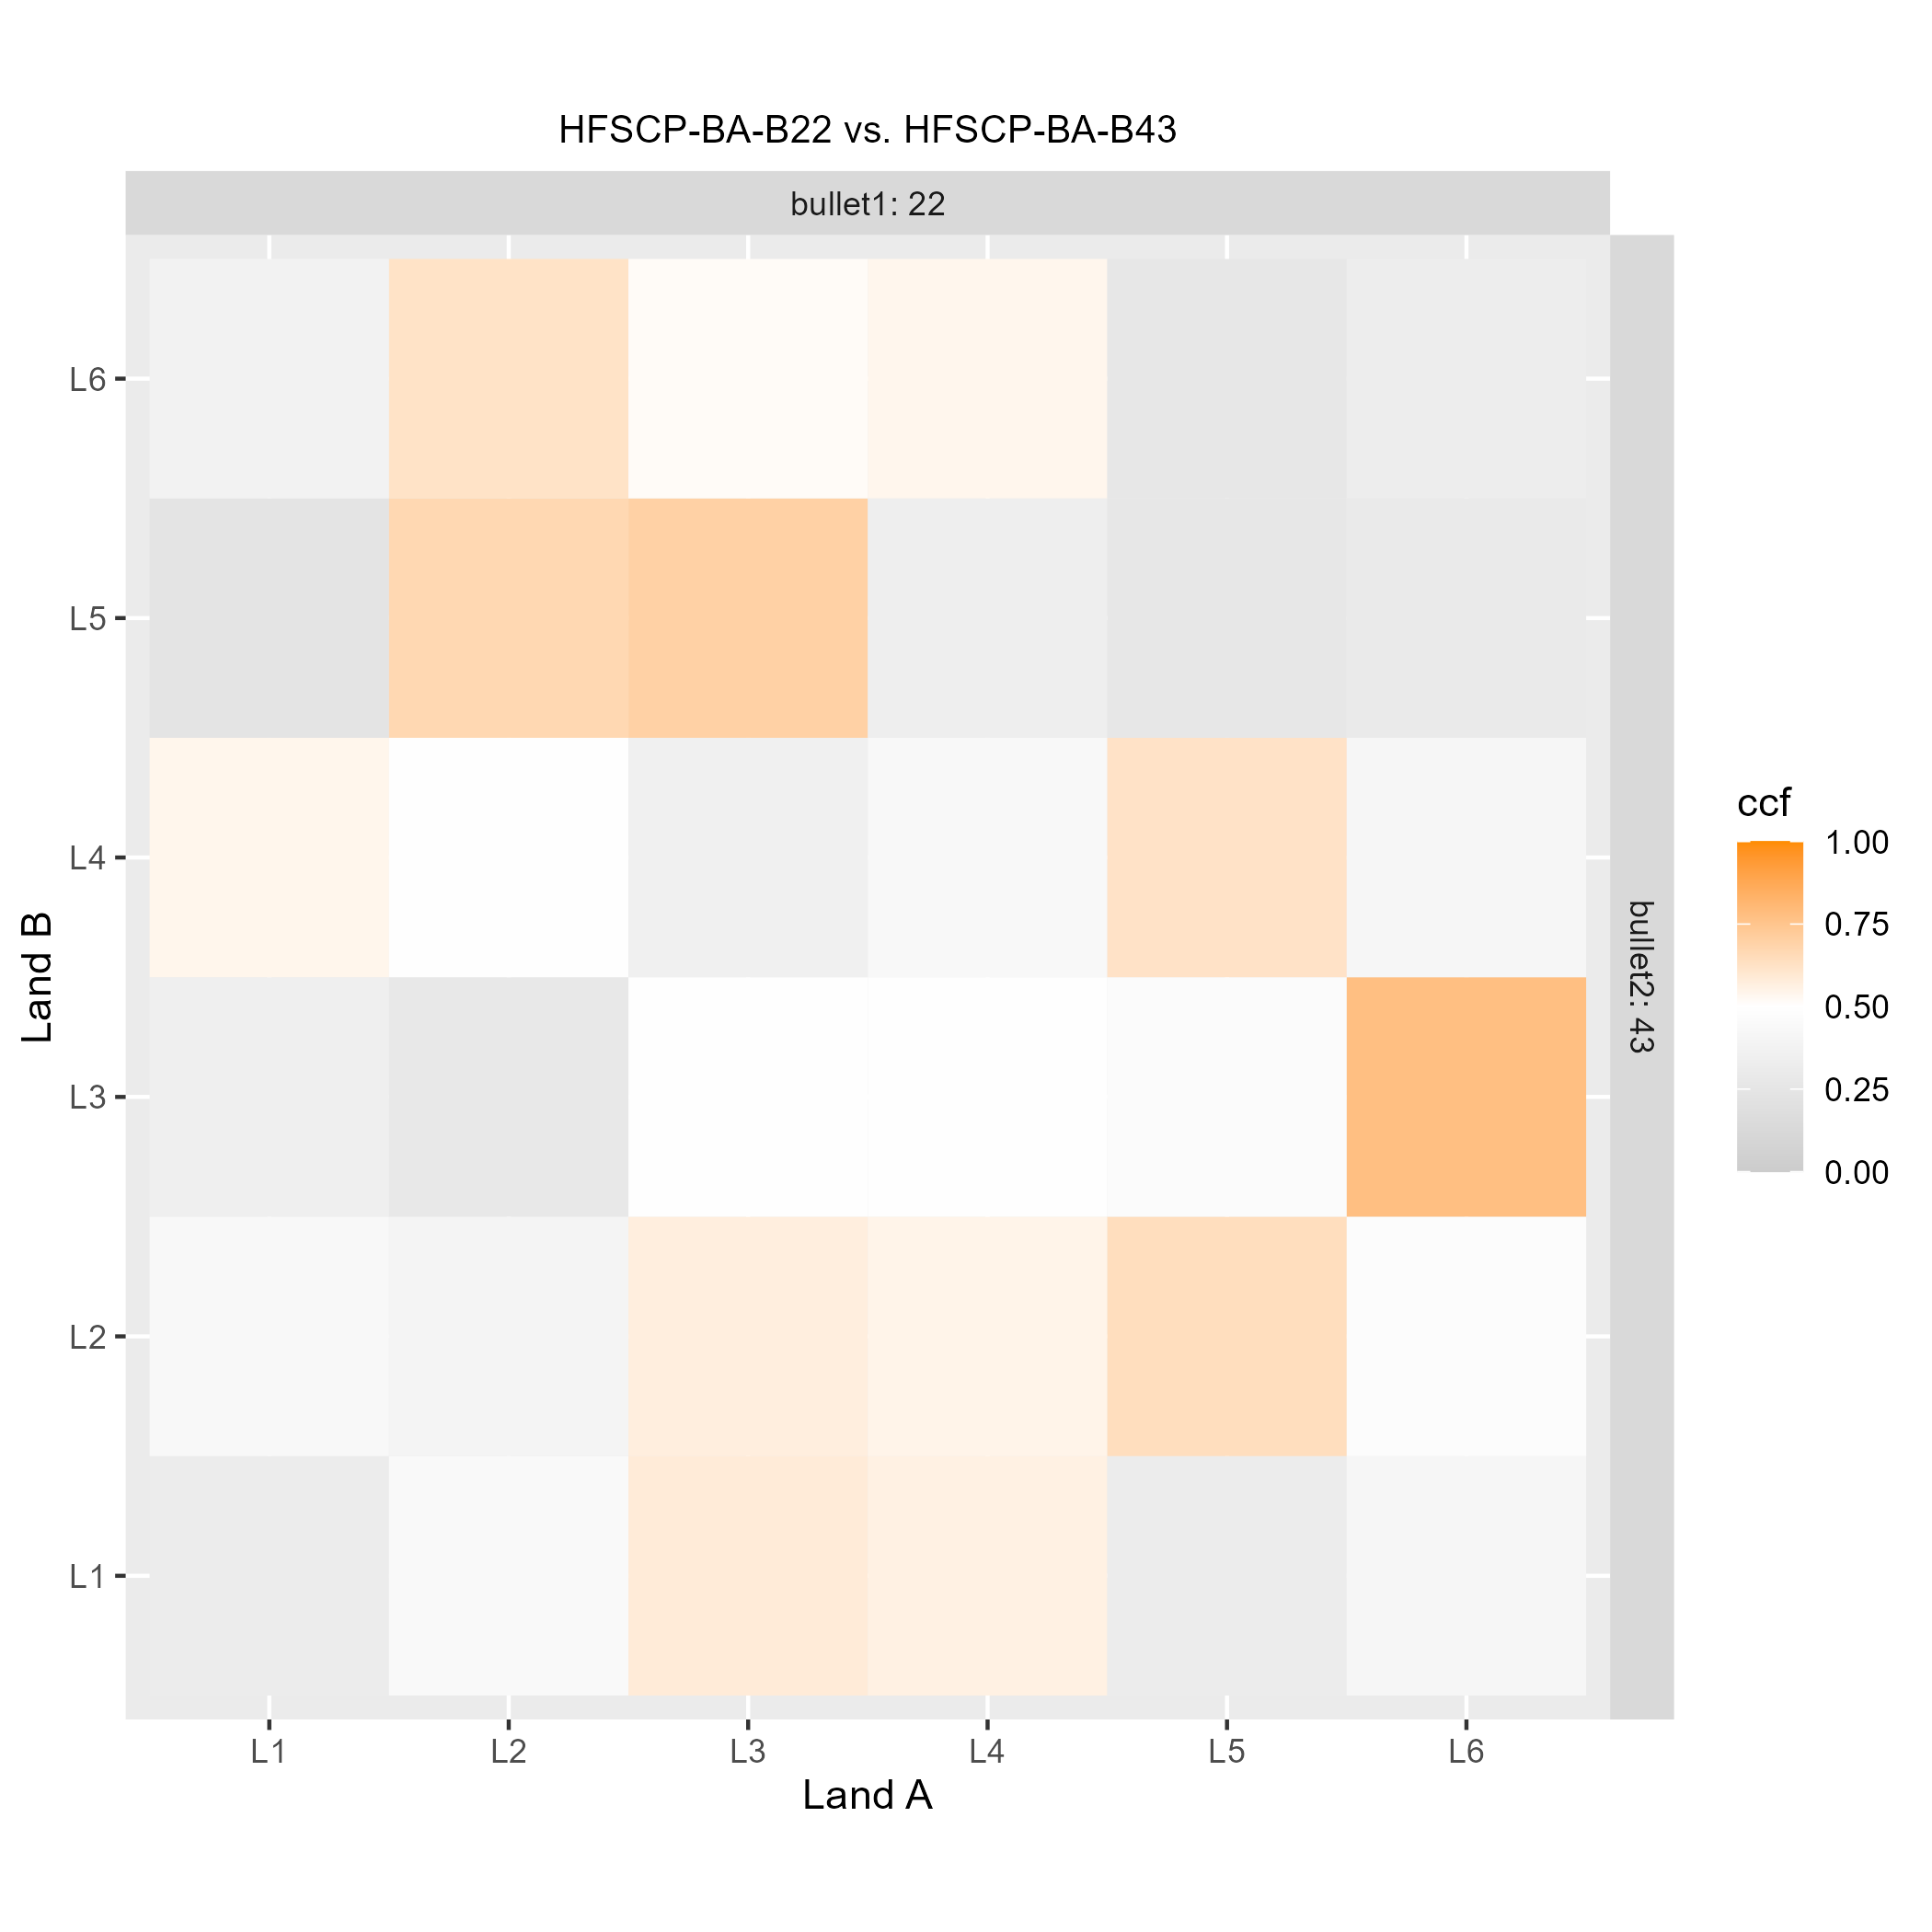 HFSCP-BA-B22 vs. HFSCP-BA-B43
bullet1: 22
L6
L5
L4
L3
L2
L1
Land B
bullet2: 43
ccf
1.00
0.75
0.50
0.25
0.00
L1 L2 L3 L4 L5 L6
Land A